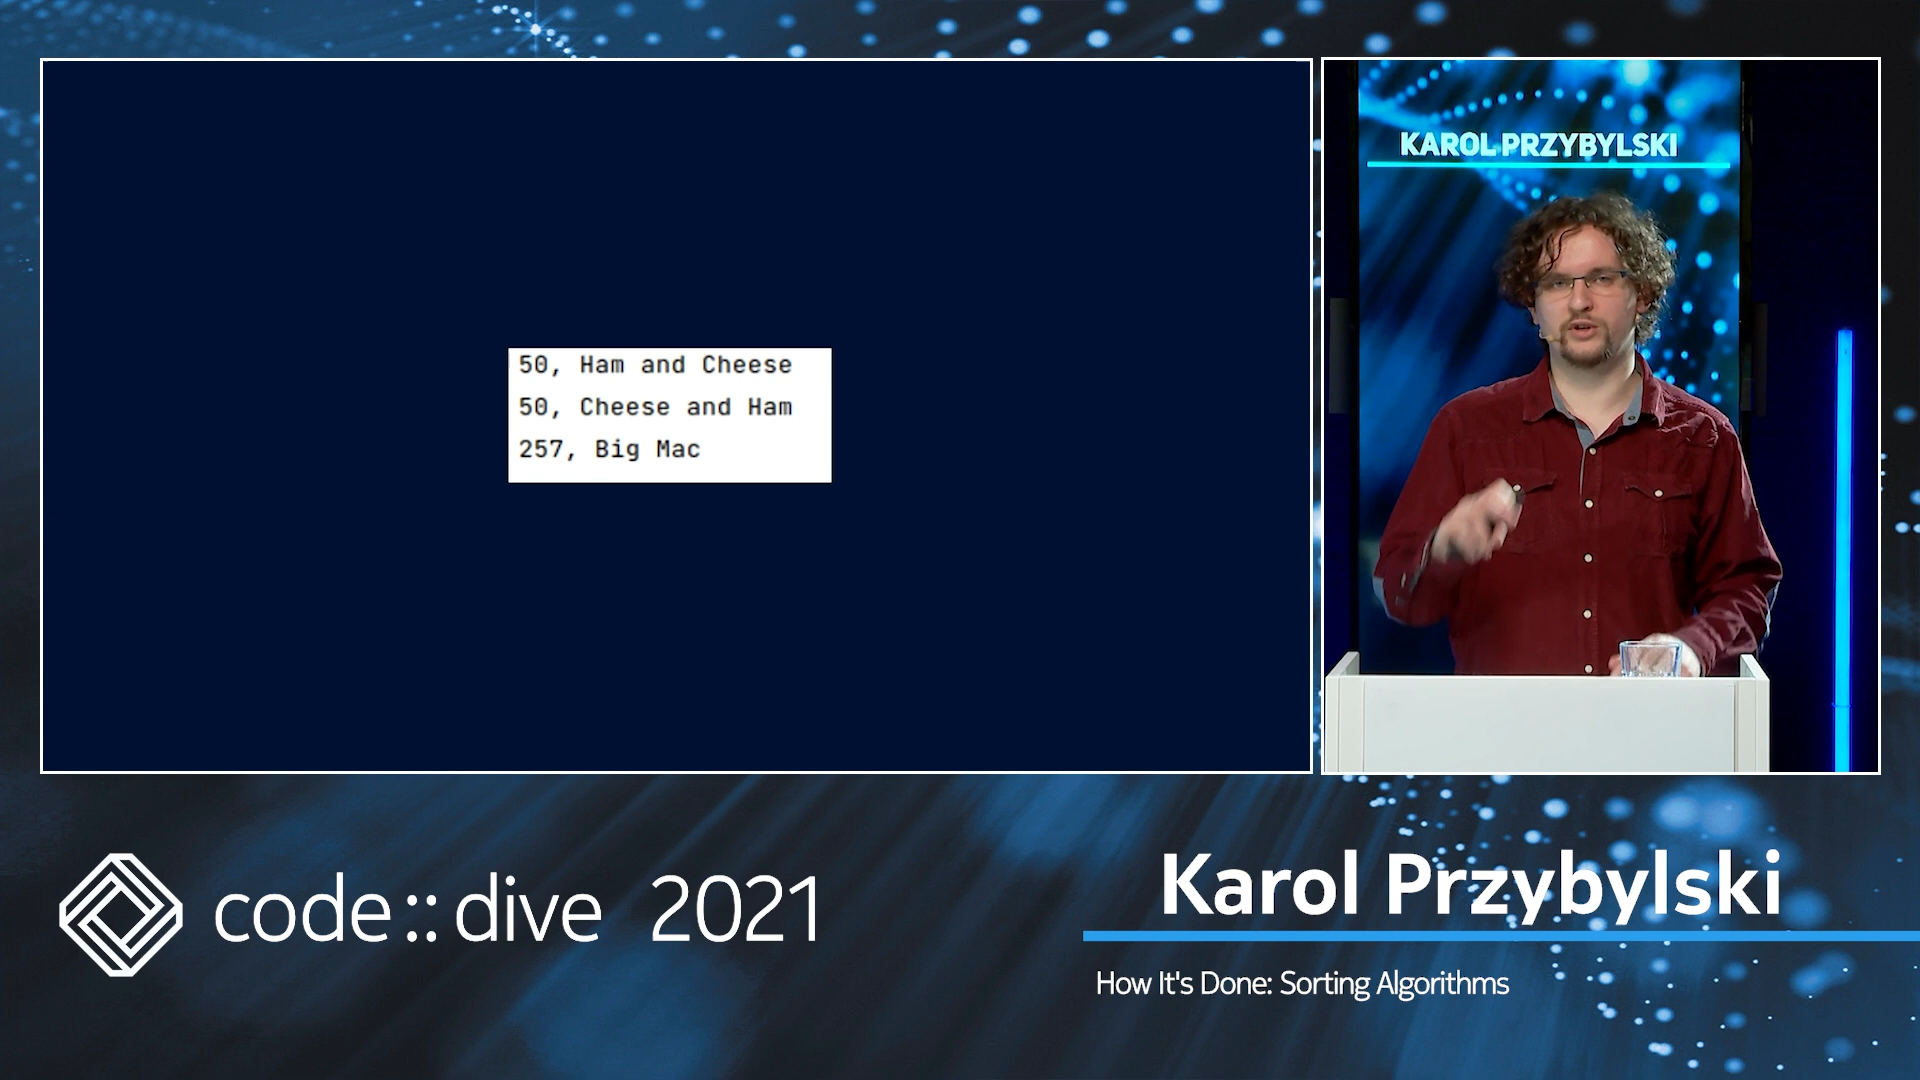 50, Ham and Cheese
50, Cheese and Ham
257, Big Mac
KAROL PRZYBYLSKI
code::dive 2021
Karol Przybylski
How It's Done: Sorting Algorithms